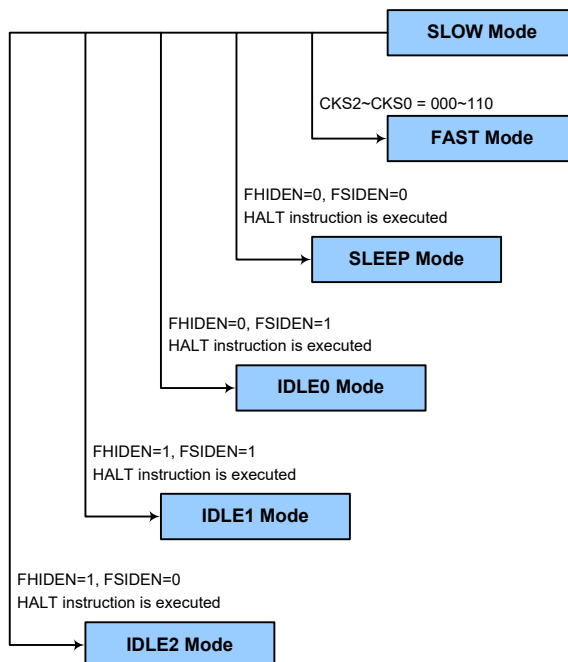 SLOW Mode
CKS2~CKS0 = 000~110
FAST Mode
FHIDEN=0, FSIDEN=0
HALT instruction is executed
SLEEP Mode
FHIDEN=0, FSIDEN=1
HALT instruction is executed
IDLE0 Mode
FHIDEN=1, FSIDEN=1
HALT instruction is executed
IDLE1 Mode
FHIDEN=1, FSIDEN=0
HALT instruction is executed
IDLE2 Mode